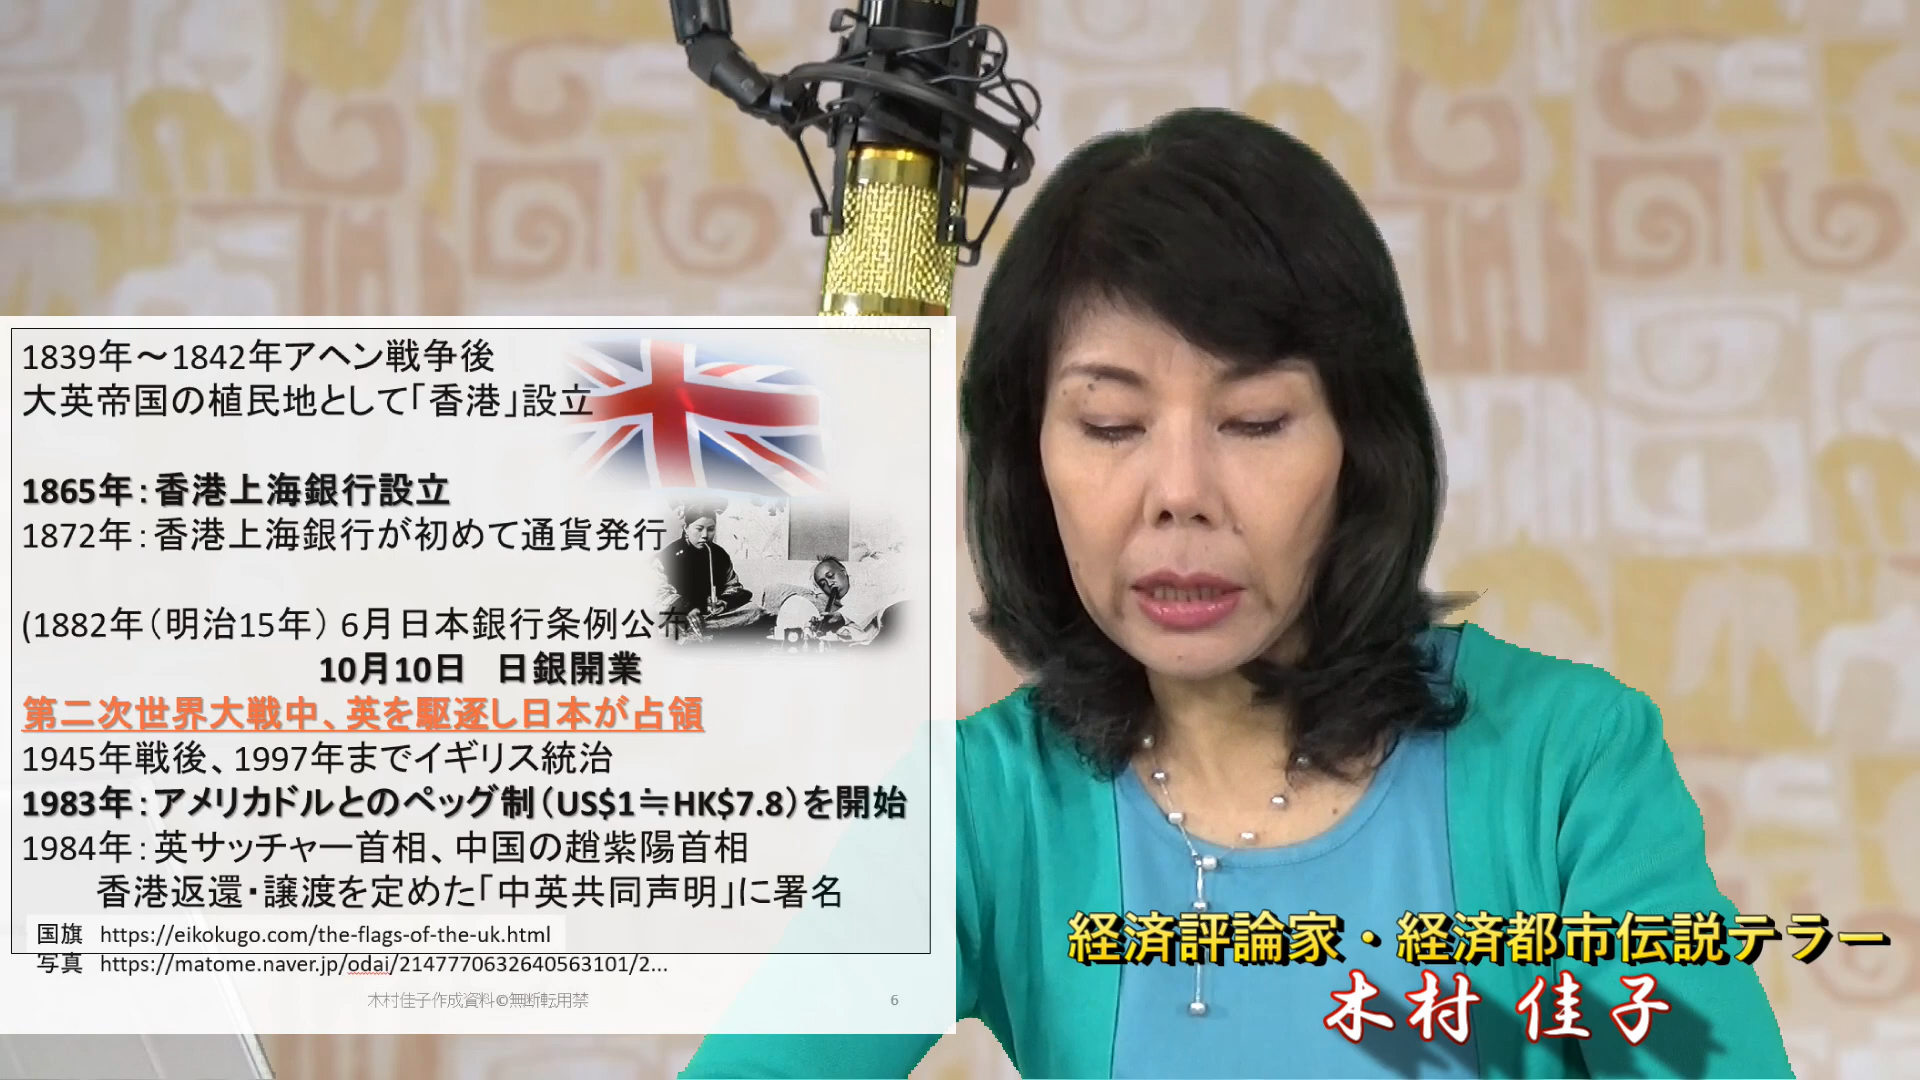 1839年～1842年アヘン戦争後
大英帝国の植民地として「香港」設立
1865年：香港上海銀行設立
1872年：香港上海銀行が初めて通貨発行
(1882年（明治15年） 6月日本銀行条例公布
10月10日　日銀開業
第二次世界大戦中、英を駆逐し日本が占領
1945年戦後、1997年までイギリス統治
1983年：アメリカドルとのペッグ制（US$1≒HK$7.8）を開始
1984年：英サッチャー首相、中国の趙紫陽首相
香港返還・譲渡を定めた「中英共同声明」に署名
国旗　https://eikokugo.com/the-flags-of-the-uk.html
写真　https://matome.naver.jp/odai/2147770632640563101/2...
木村佳子作成資料©無断転用禁
6
経済評論家・経済都市伝説テラー
木村 佳子